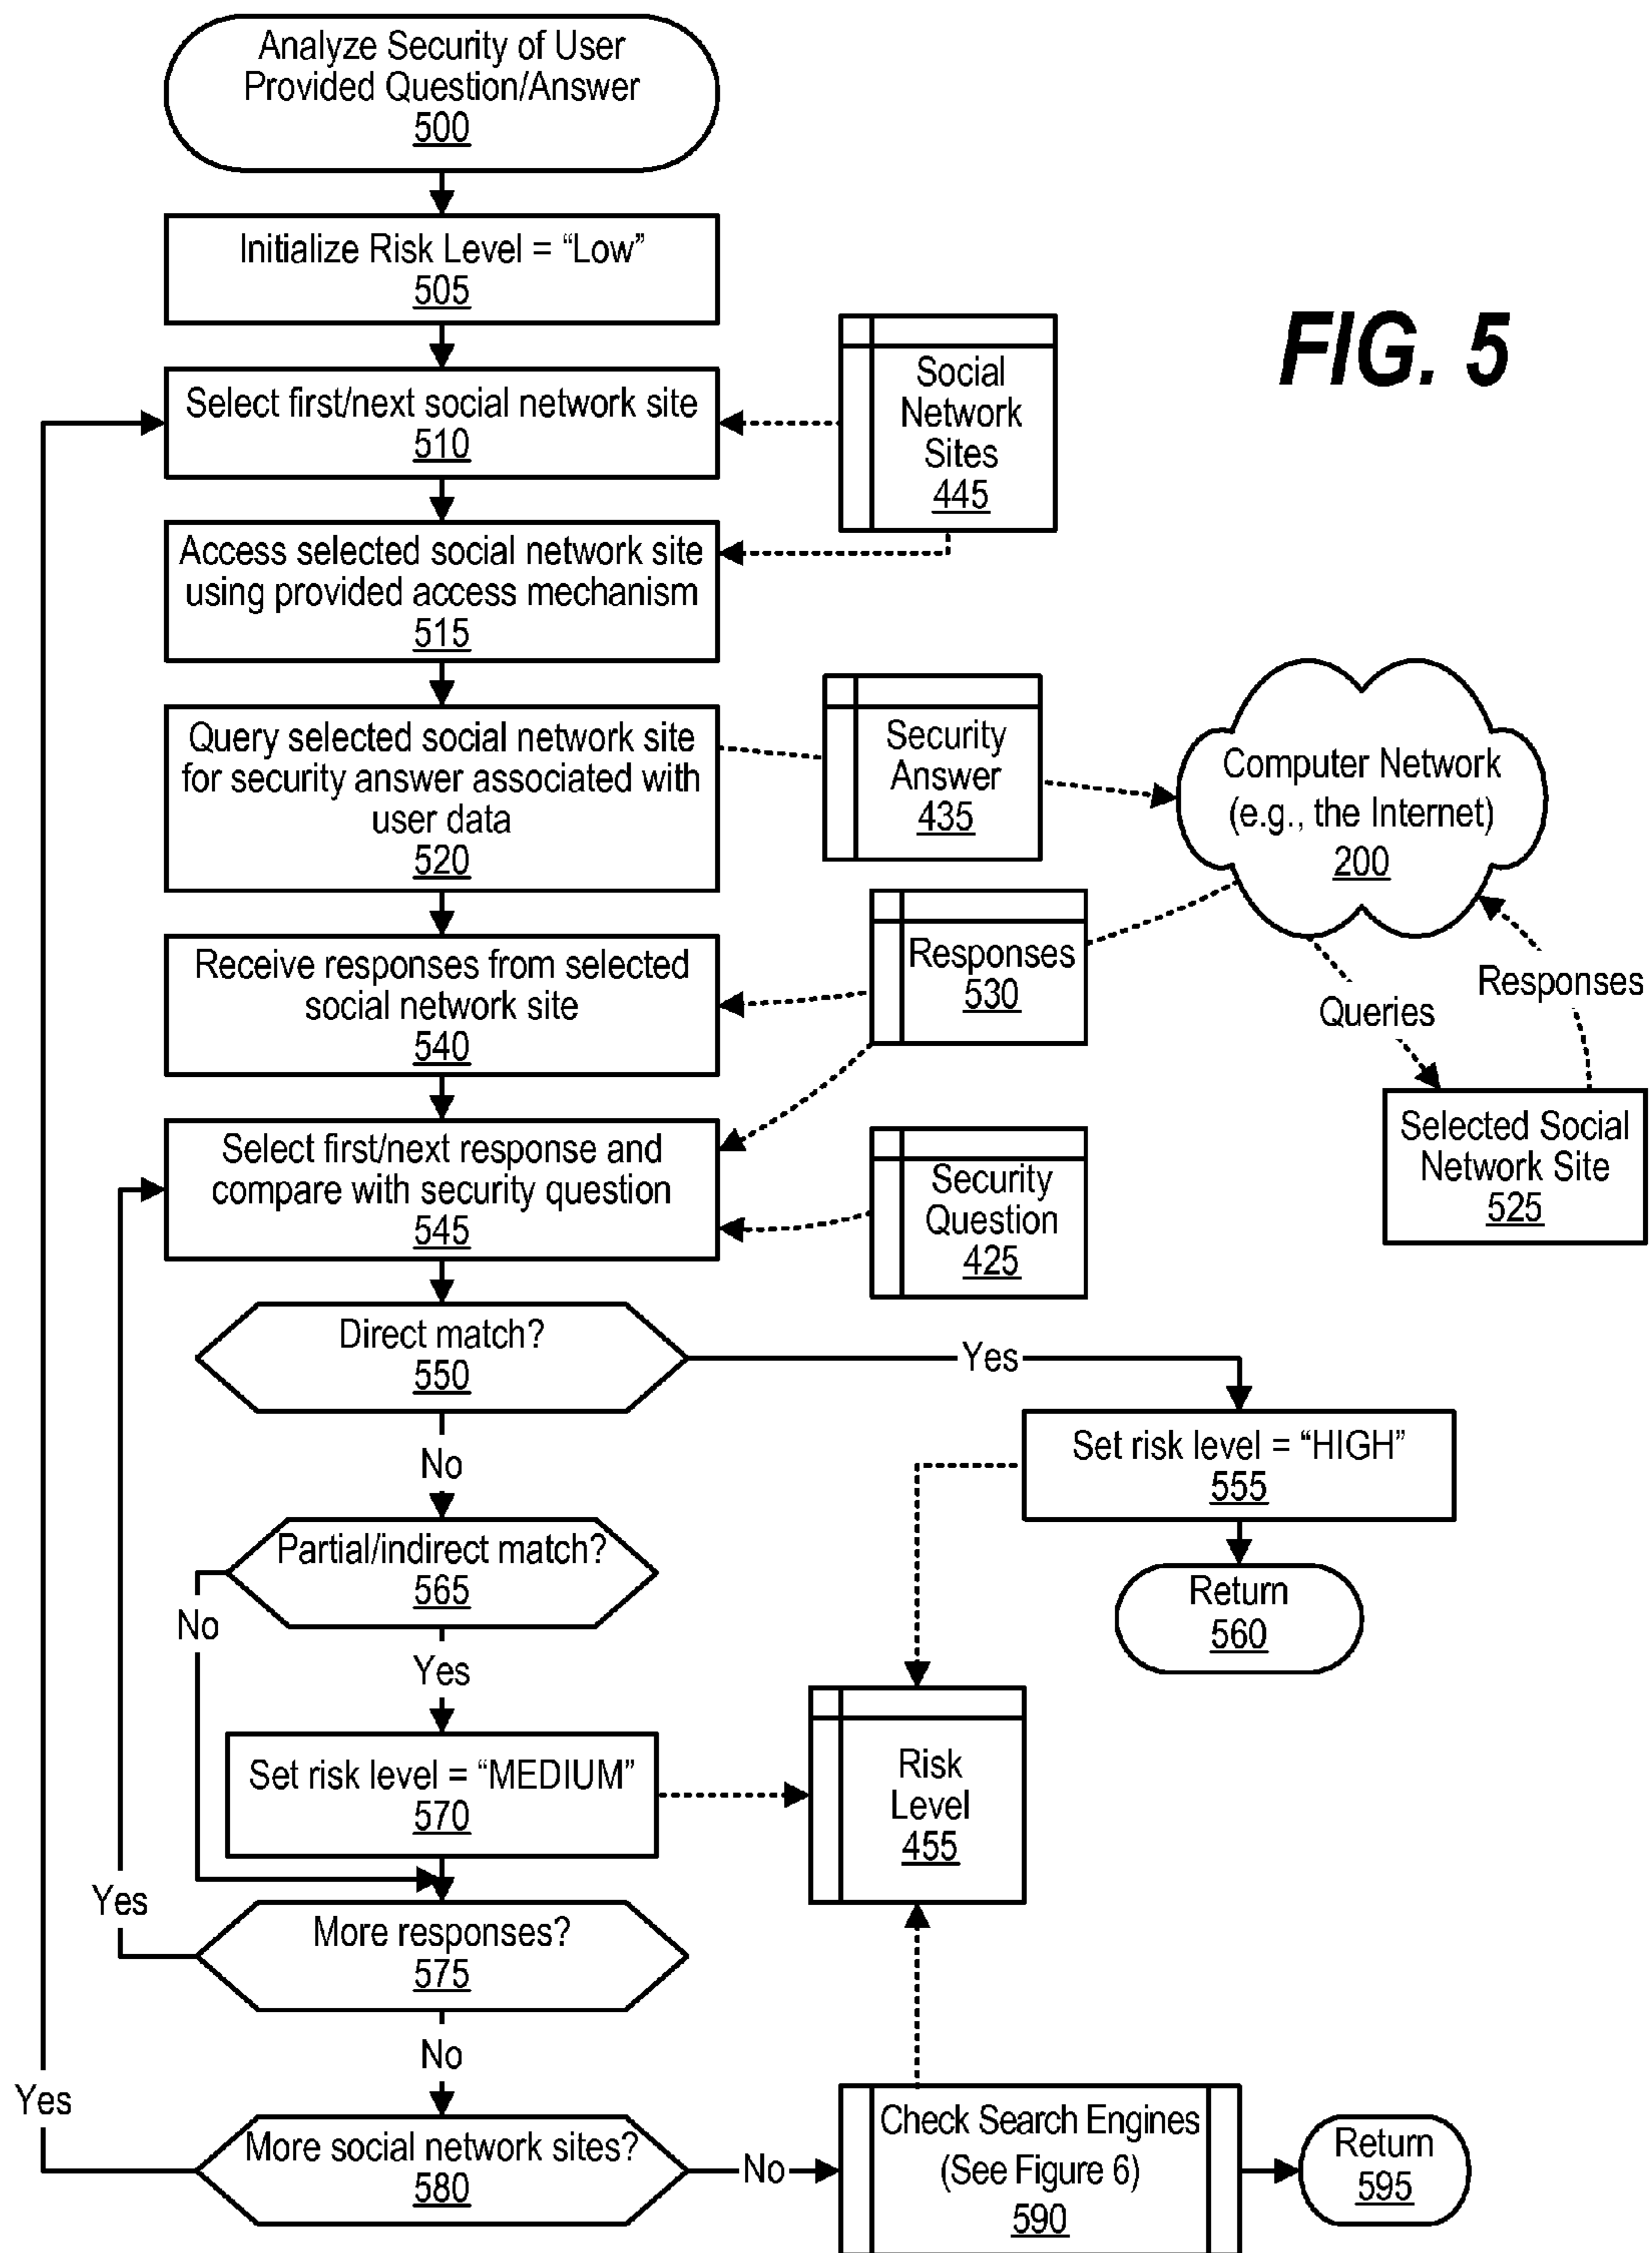 Analyze Security of User
Provided Question/Answer
500
Initialize Risk Level = “Low”
505
FIG. 5
Select first/next social network site
510
Social
Network
Sites
445
Access selected social network site
using provided access mechanism
515
Query selected social network site
for security answer associated with
user data
520
Security
Answer
435
Computer Network
(e.g., the Internet)
200
Receive responses from selected
social network site
540
Responses
530
Queries
Responses
Selected Social
Network Site
525
Select first/next response and
compare with security question
545
Security
Question
425
Direct match?
550
Yes
Set risk level = “HIGH”
555
Return
560
No
Partial/indirect match?
565
No
Yes
Set risk level = “MEDIUM”
570
Risk
Level
455
Yes
More responses?
575
No
Yes
More social network sites?
580
No
Check Search Engines
(See Figure 6)
590
Return
595